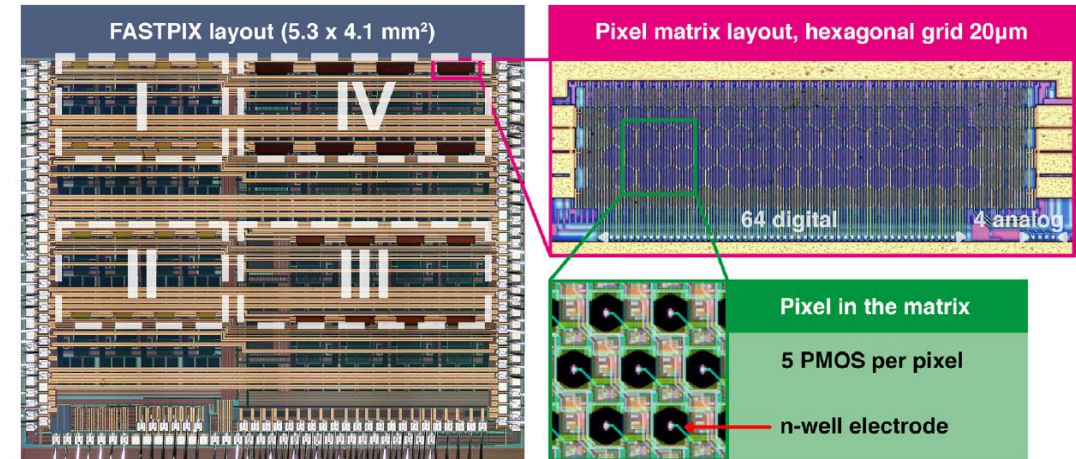 FASTPIX layout (5.3 x 4.1 mm²)
I
IV
II
III
Pixel matrix layout, hexagonal grid 20μm
64 digital
4 analog
Pixel in the matrix
5 PMOS per pixel
n-well electrode